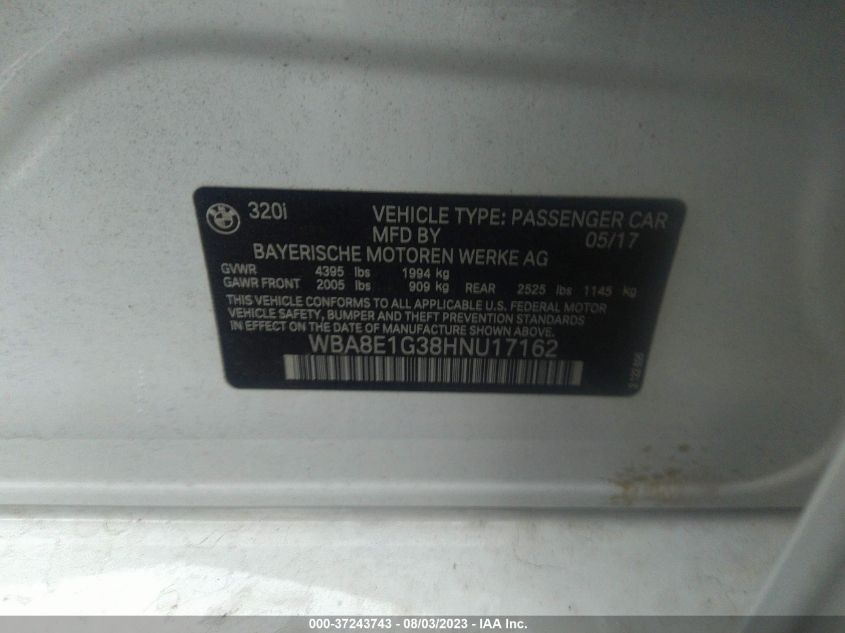 320i VEHICLE TYPE: PASSENGER CAR
MFD BY 05/17
BAYERISCHE MOTOREN WERKE AG
GVWR 4395 lbs 1994 kg
GAWR FRONT 2005 lbs 909 kg REAR 2525 lbs 1145 kg
THIS VEHICLE CONFORMS TO ALL APPLICABLE U.S. FEDERAL MOTOR
VEHICLE SAFETY, BUMPER AND THEFT PREVENTION STANDARDS
IN EFFECT ON THE DATE OF MANUFACTURE SHOWN ABOVE.
WBA8E1G38HNU17162
000-37243743 - 08/03/2023 - IAA Inc.